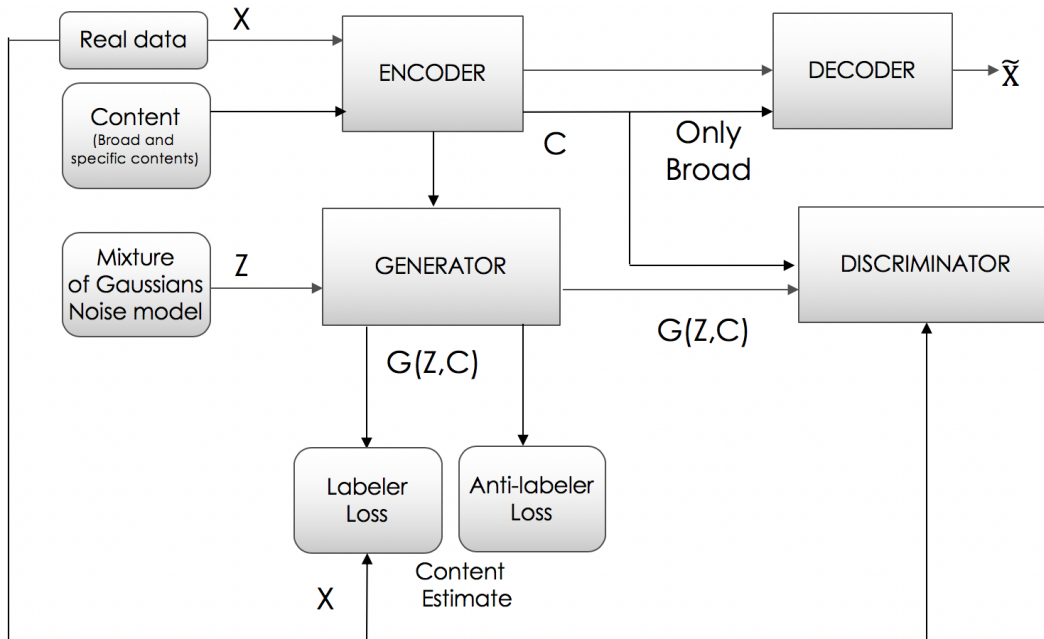 Real data
X
ENCODER
DECODER
X̃
Content
(Broad and
specific contents)
C
Only
Broad
Mixture
of Gaussians
Noise model
Z
GENERATOR
DISCRIMINATOR
G(Z,C)
G(Z,C)
Labeler
Loss
Anti-labeler
Loss
X
Content
Estimate